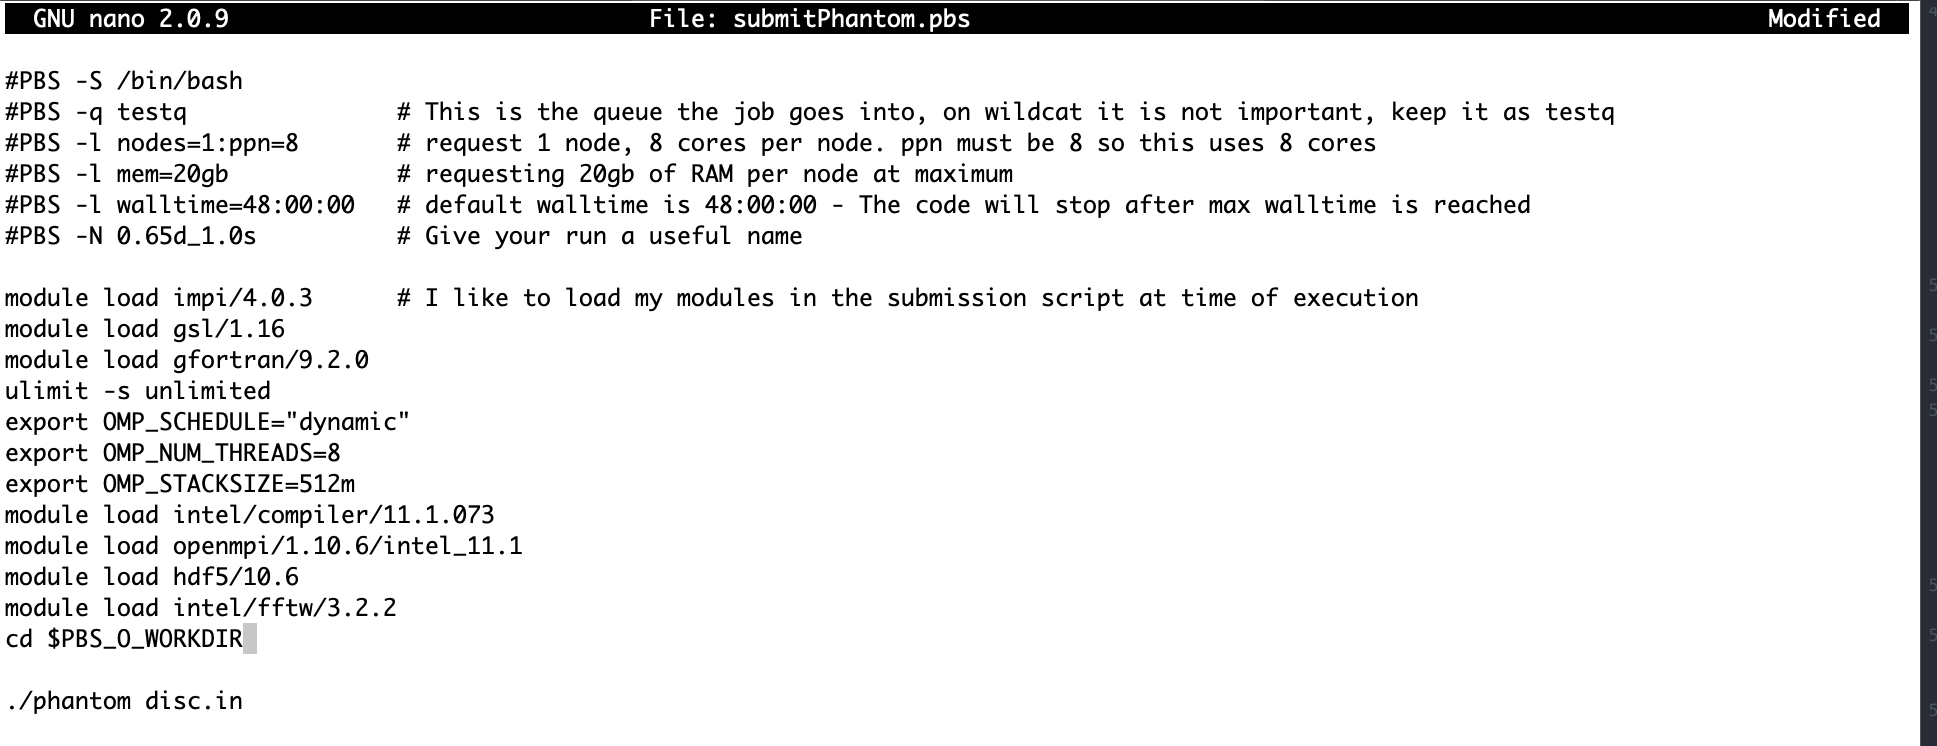 GNU nano 2.0.9 File: submitPhantom.pbs Modified
#PBS -S /bin/bash
#PBS -q testq # This is the queue the job goes into, on wildcat it is not important, keep it as testq
#PBS -l nodes=1:ppn=8 # request 1 node, 8 cores per node. ppn must be 8 so this uses 8 cores
#PBS -l mem=20gb # requesting 20gb of RAM per node at maximum
#PBS -l walltime=48:00:00 # default walltime is 48:00:00 - The code will stop after max walltime is reached
#PBS -N 0.65d_1.0s # Give your run a useful name
module load impi/4.0.3 # I like to load my modules in the submission script at time of execution
module load gsl/1.16
module load gfortran/9.2.0
ulimit -s unlimited
export OMP_SCHEDULE="dynamic"
export OMP_NUM_THREADS=8
export OMP_STACKSIZE=512m
module load intel/compiler/11.1.073
module load openmpi/1.10.6/intel_11.1
module load hdf5/10.6
module load intel/fftw/3.2.2
cd $PBS_O_WORKDIR
./phantom disc.in